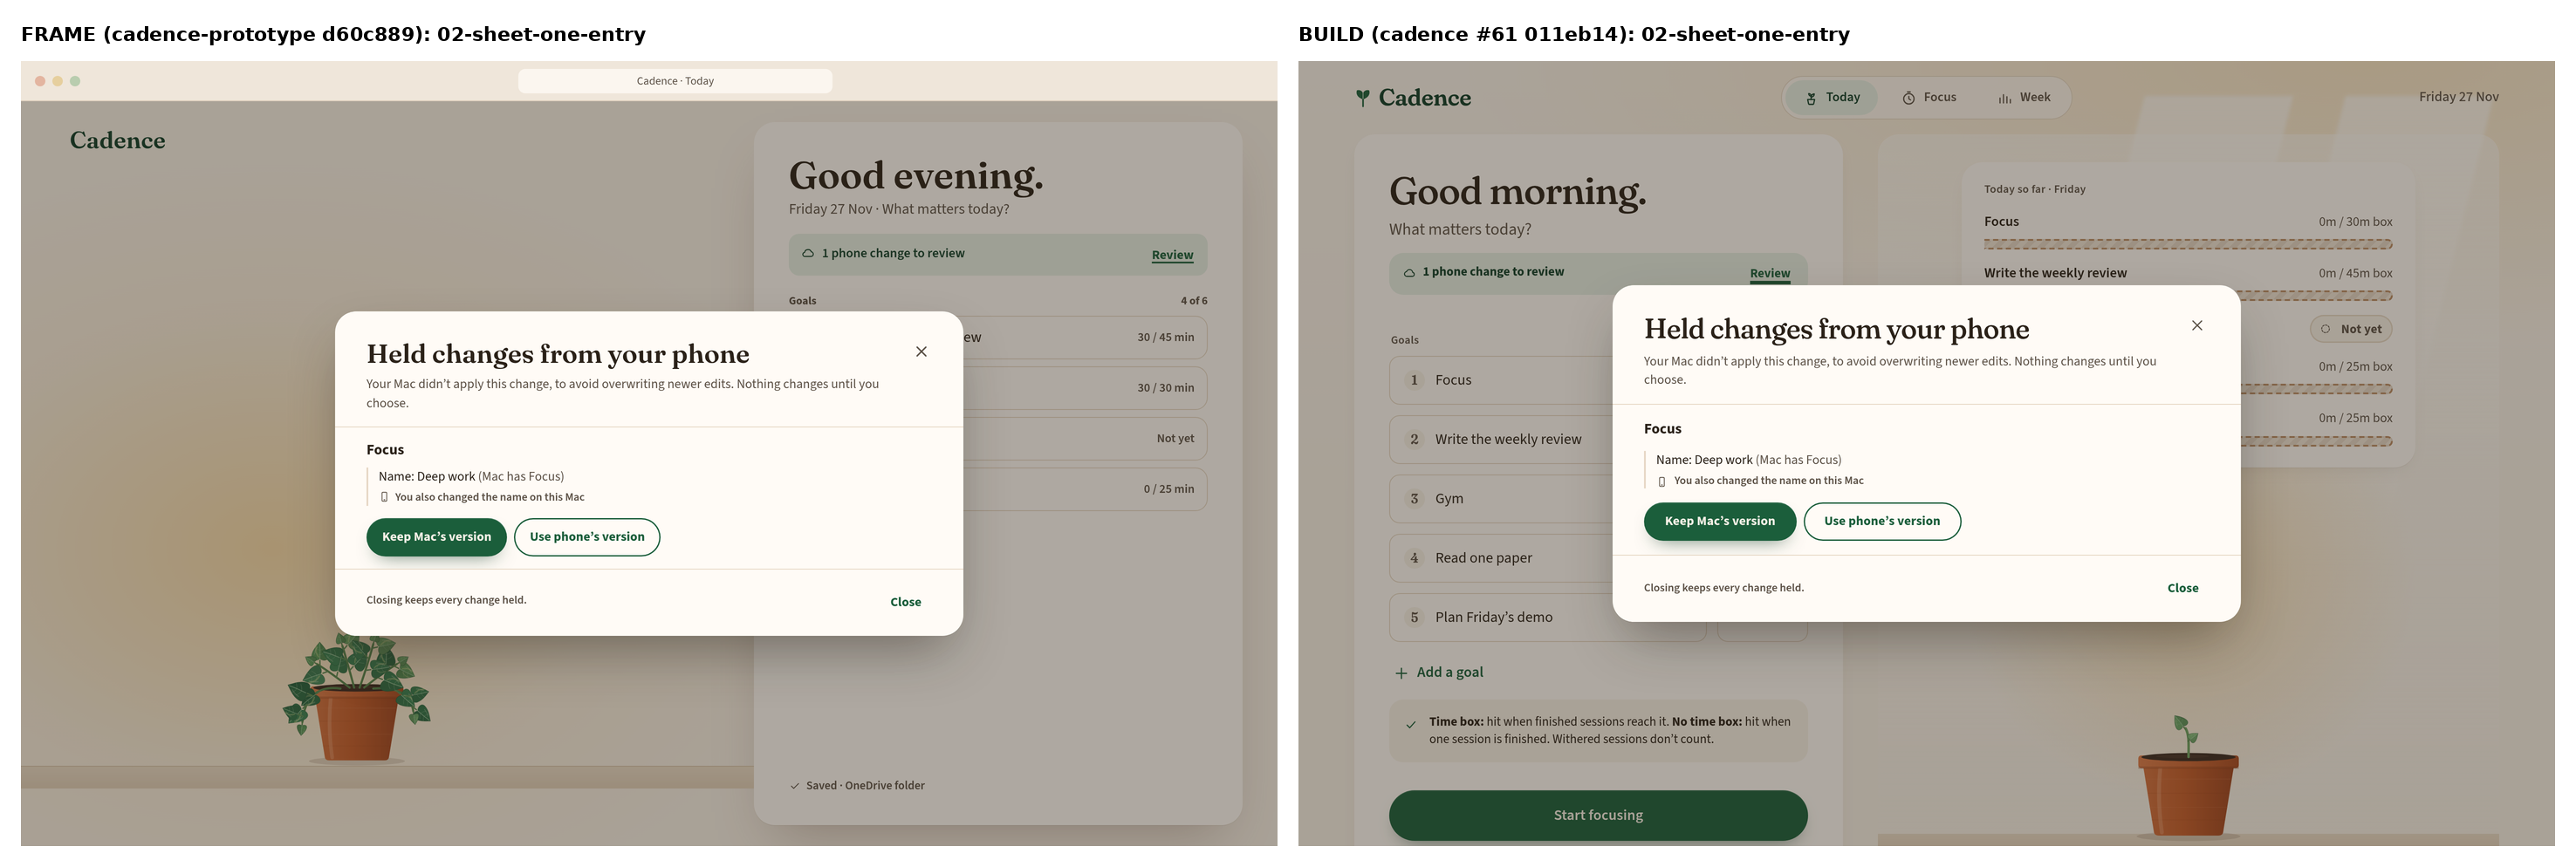 FRAME (cadence-prototype d60c889): 02-sheet-one-entry
Cadence · Today
Cadence
Good evening.
Friday 27 Nov · What matters today?
1 phone change to review
Review
Goals
4 of 6
ew
30 / 45 min
30 / 30 min
Not yet
0 / 25 min
Saved · OneDrive folder
Held changes from your phone
Your Mac didn’t apply this change, to avoid overwriting newer edits. Nothing changes until you
choose.
Focus
Name: Deep work (Mac has Focus)
You also changed the name on this Mac
Keep Mac’s version
Use phone’s version
Closing keeps every change held.
Close
BUILD (cadence #61 011eb14): 02-sheet-one-entry
Cadence
Today
Focus
Week
Friday 27 Nov
Good morning.
What matters today?
1 phone change to review
Review
Goals
1 Focus
2 Write the weekly review
3 Gym
4 Read one paper
5 Plan Friday’s demo
Add a goal
Time box: hit when finished sessions reach it. No time box: hit when
one session is finished. Withered sessions don’t count.
Start focusing
Today so far · Friday
Focus
0m / 30m box
Write the weekly review
0m / 45m box
Not yet
0m / 25m box
0m / 25m box
Held changes from your phone
Your Mac didn’t apply this change, to avoid overwriting newer edits. Nothing changes until you
choose.
Focus
Name: Deep work (Mac has Focus)
You also changed the name on this Mac
Keep Mac’s version
Use phone’s version
Closing keeps every change held.
Close